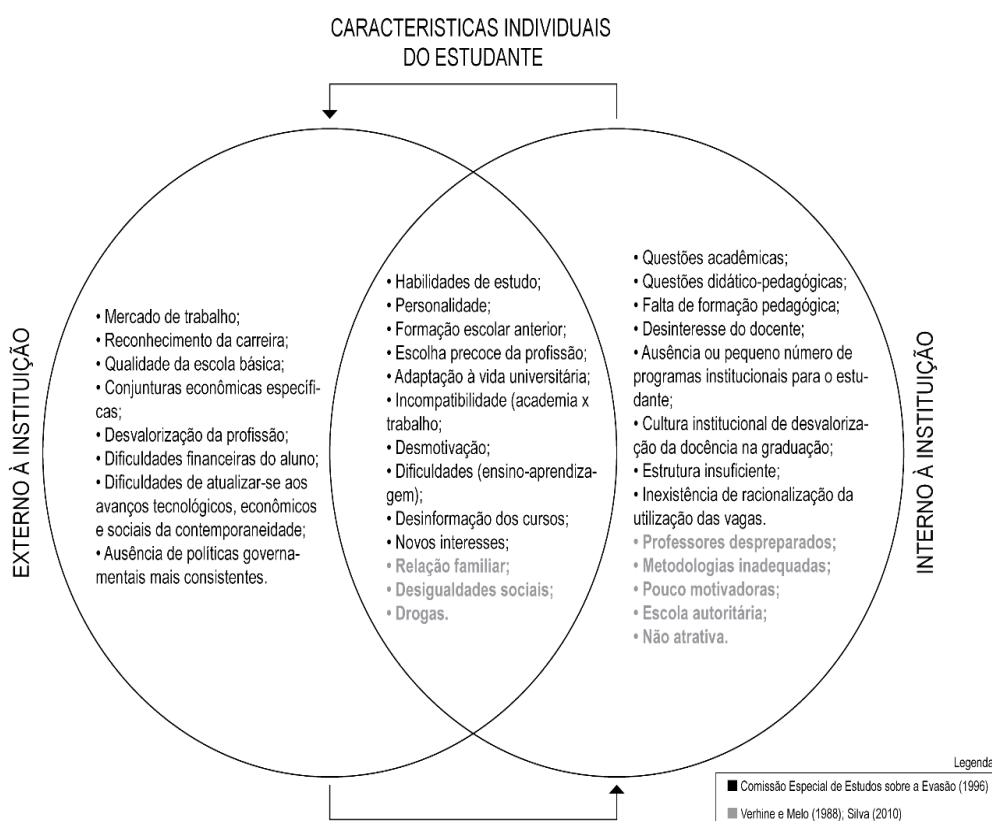 CARACTERISTICAS INDIVIDUAIS
DO ESTUDANTE
EXTERNO À INSTITUIÇÃO
• Mercado de trabalho;
• Reconhecimento da carreira;
• Qualidade da escola básica;
• Conjunturas econômicas específi-
cas;
• Desvalorização da profissão;
• Dificuldades financeiras do aluno;
• Dificuldades de atualizar-se aos
avanços tecnológicos, econômicos
e sociais da contemporaneidade;
• Ausência de políticas governa-
mentais mais consistentes.
• Habilidades de estudo;
• Personalidade;
• Formação escolar anterior;
• Escolha precoce da profissão;
• Adaptação à vida universitária;
• Incompatibilidade (academia x
trabalho;
• Desmotivação;
• Dificuldades (ensino-aprendiza-
gem);
• Desinformação dos cursos;
• Novos interesses;
• Relação familiar;
• Desigualdades sociais;
• Drogas.
• Questões acadêmicas;
• Questões didático-pedagógicas;
• Falta de formação pedagógica;
• Desinteresse do docente;
• Ausência ou pequeno número de
programas institucionais para o estu-
dante;
• Cultura institucional de desvaloriza-
ção da docência na graduação;
• Estrutura insuficiente;
• Inexistência de racionalização da
utilização das vagas.
• Professores despreparados;
• Metodologias inadequadas;
• Pouco motivadoras;
• Escola autoritária;
• Não atrativa.
INTERNO À INSTITUIÇÃO
Legenda
Comissão Especial de Estudos sobre a Evasão (1996)
Verhine e Melo (1988); Silva (2010)